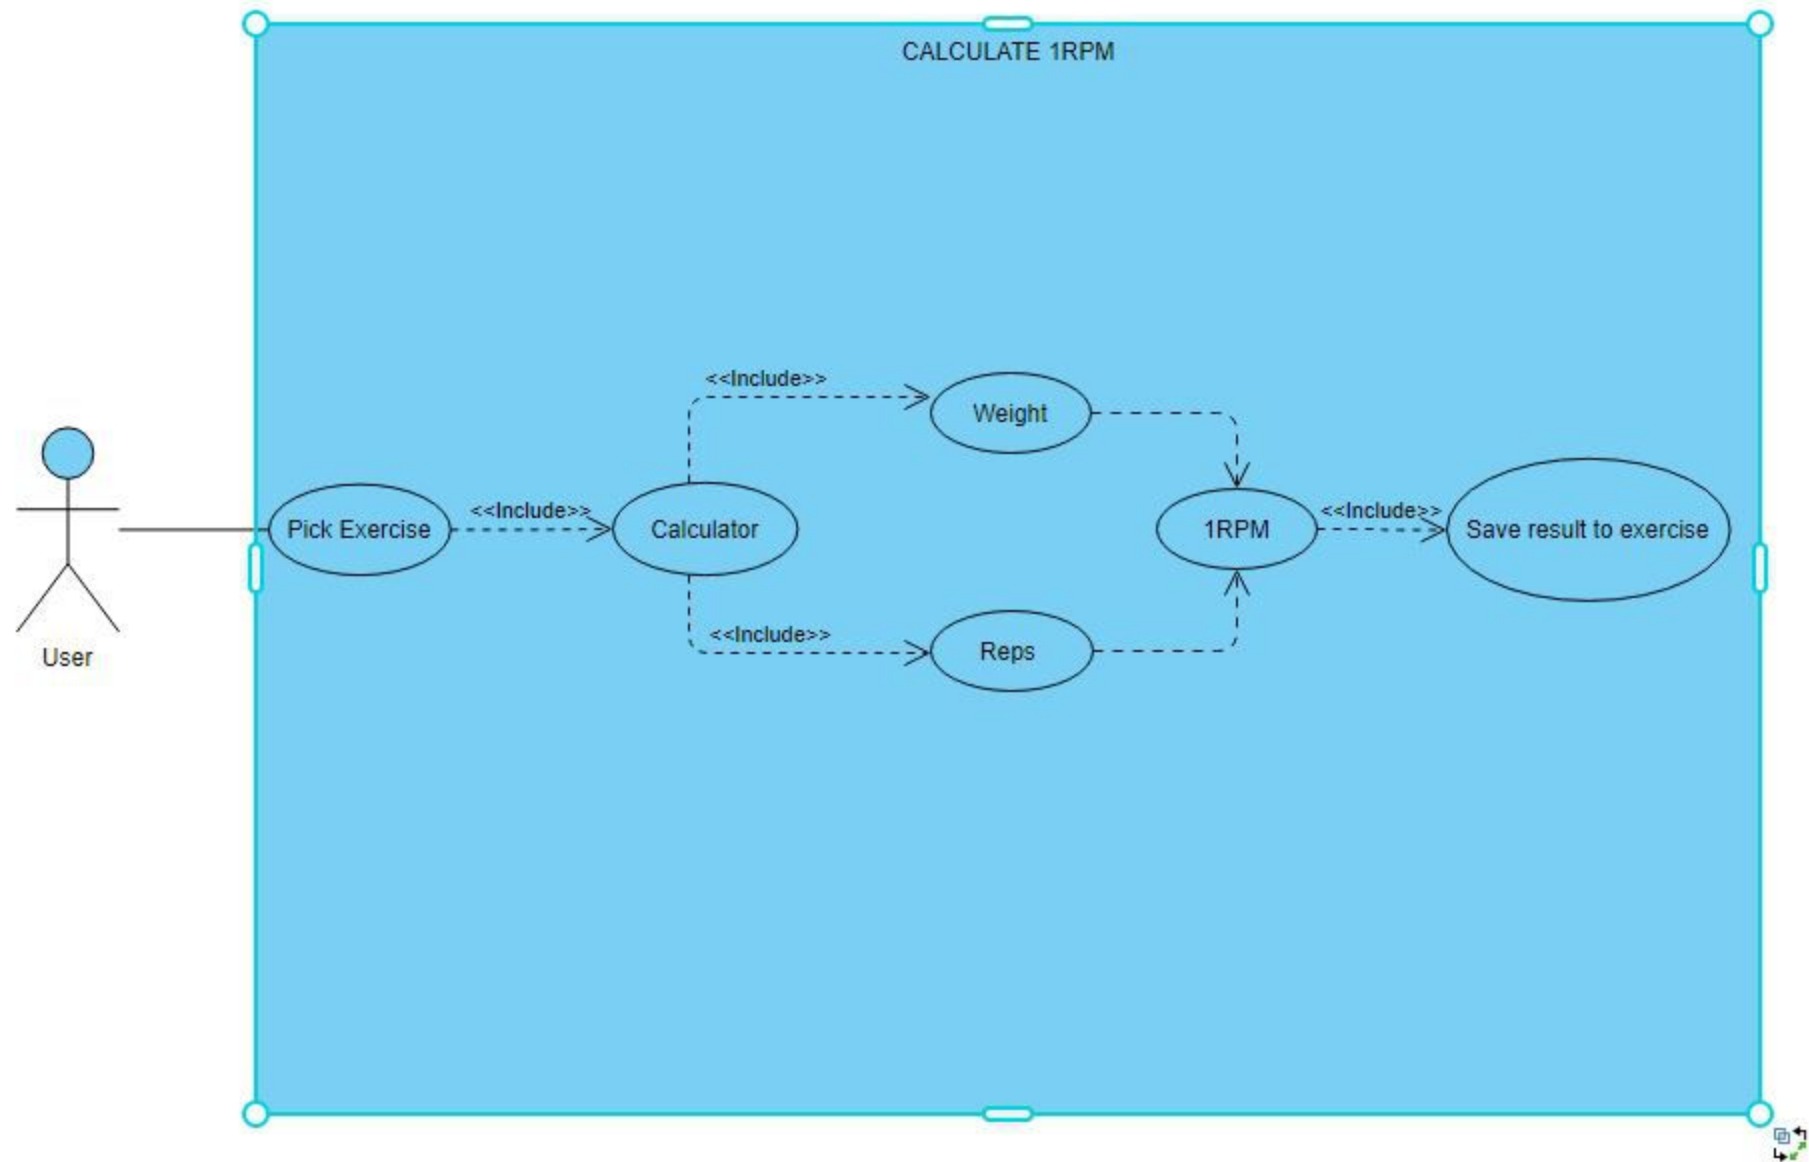 CALCULATE 1RPM
<<Include>>
Weight
<<Include>>
<<Include>>
Pick Exercise
Calculator
1RPM
Save result to exercise
<<Include>>
Reps
User